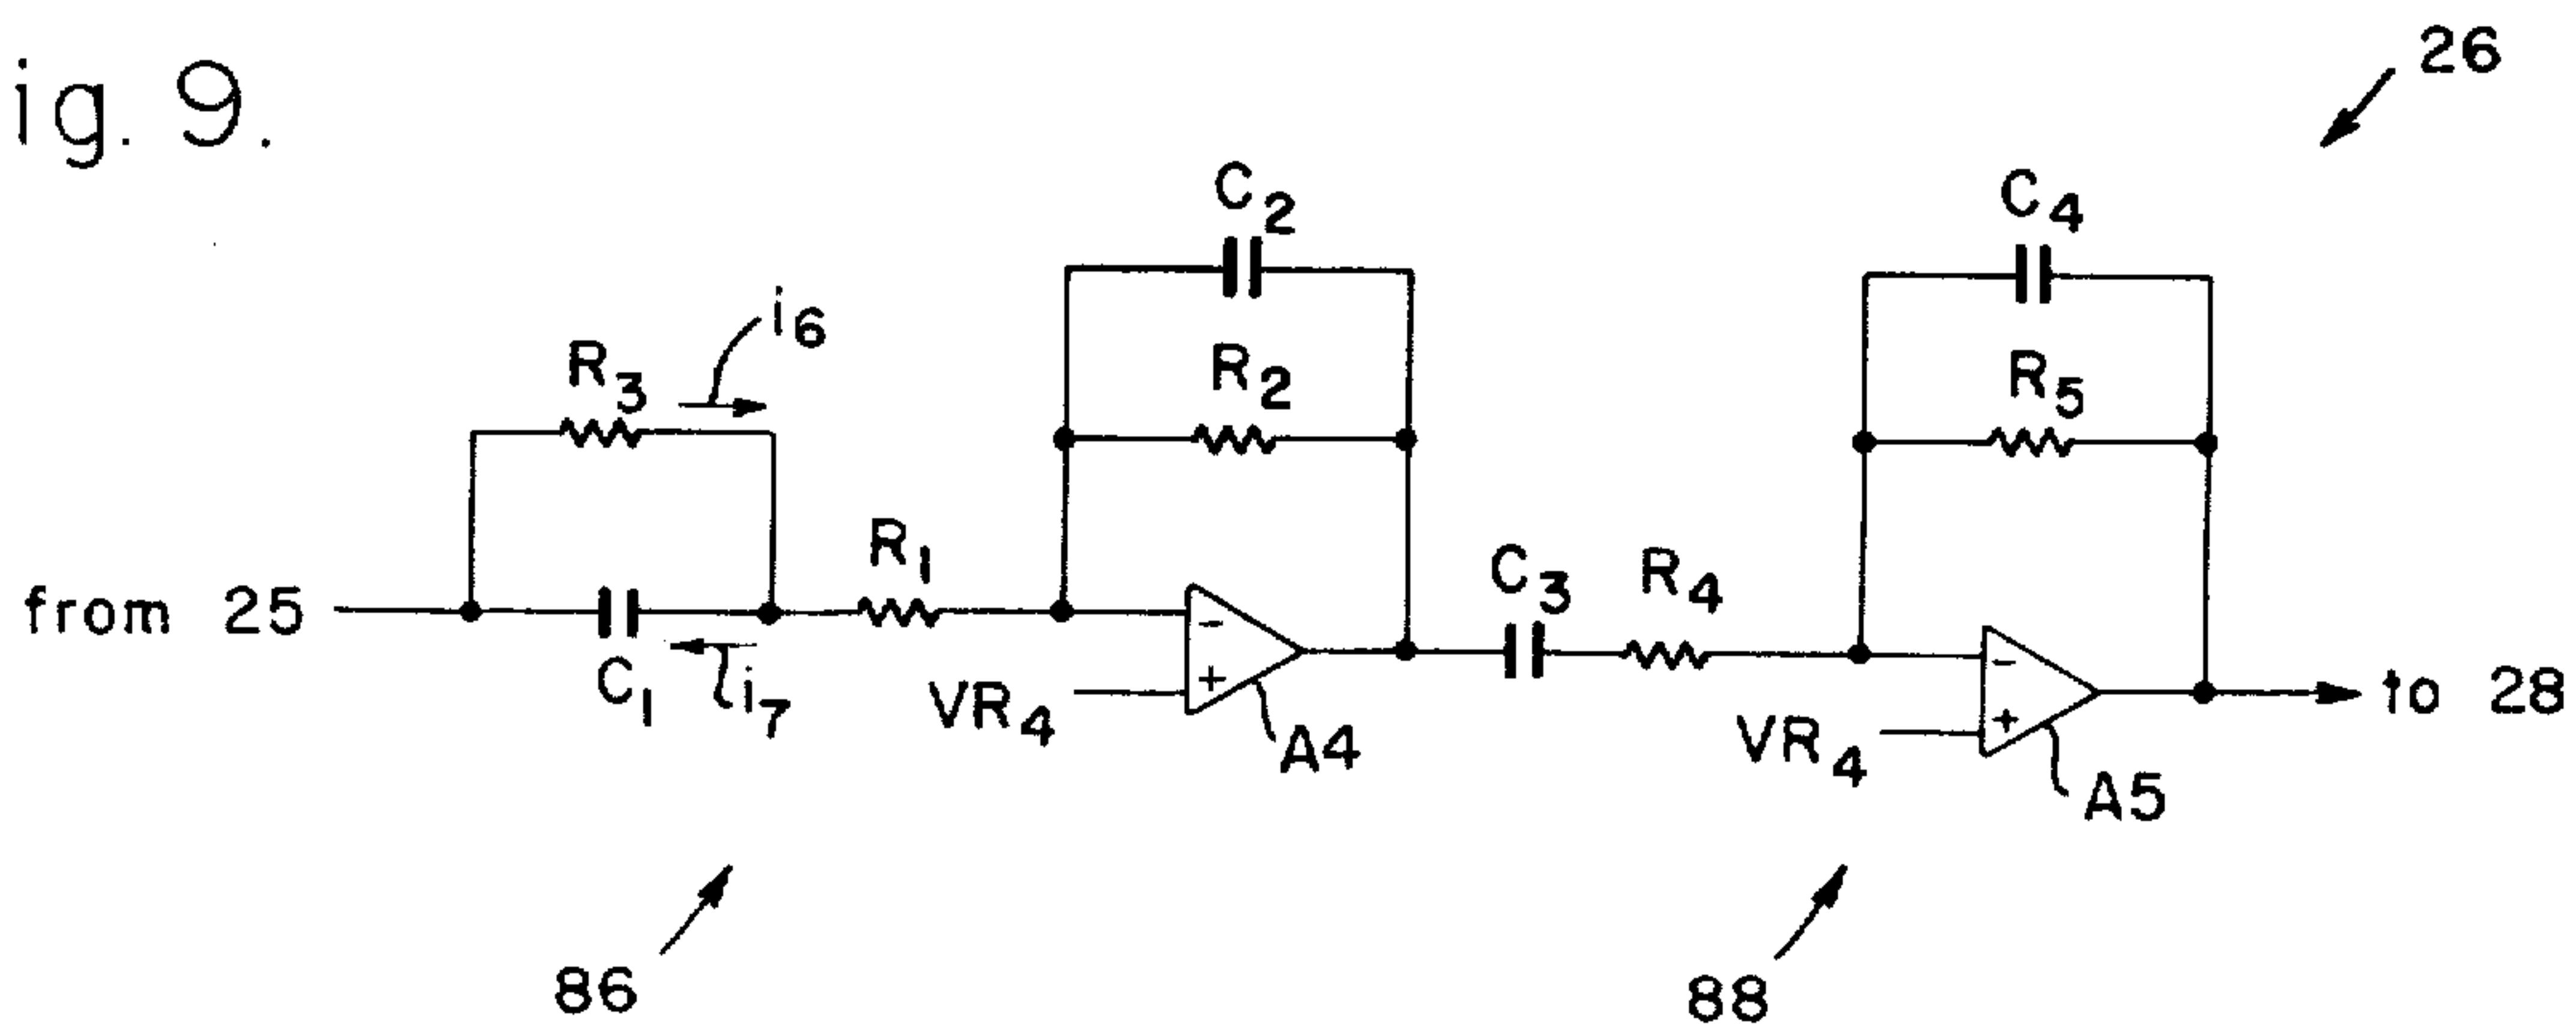 ig. 9.
26
C2
C4
i6
R3
R2
R5
R1
C3
R4
from 25
C1
i7
VR4
A4
VR4
A5
to 28
86
88
-
+
-
+